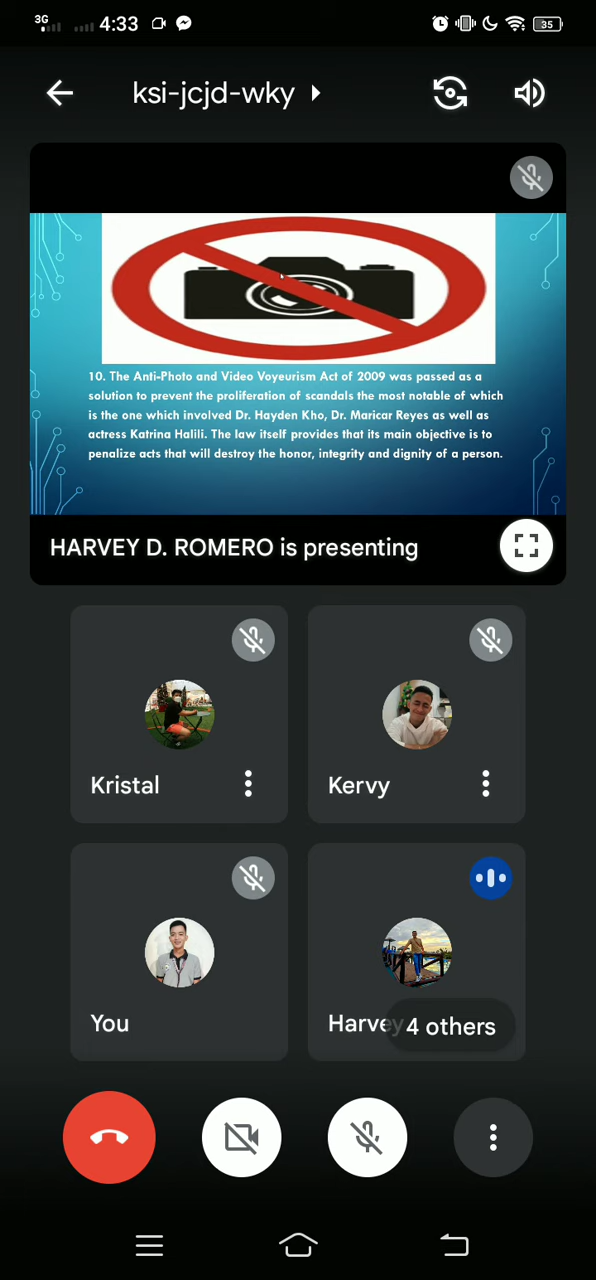 3G 4:33 35
ksi-jcjd-wky
10. The Anti-Photo and Video Voyeurism Act of 2009 was passed as a
solution to prevent the proliferation of scandals the most notable of which
is the one which involved Dr. Hayden Kho, Dr. Maricar Reyes as well as
actress Katrina Halili. The law itself provides that its main objective is to
penalize acts that will destroy the honor, integrity and dignity of a person.
HARVEY D. ROMERO is presenting
Kristal
Kervy
You
Harvey
4 others